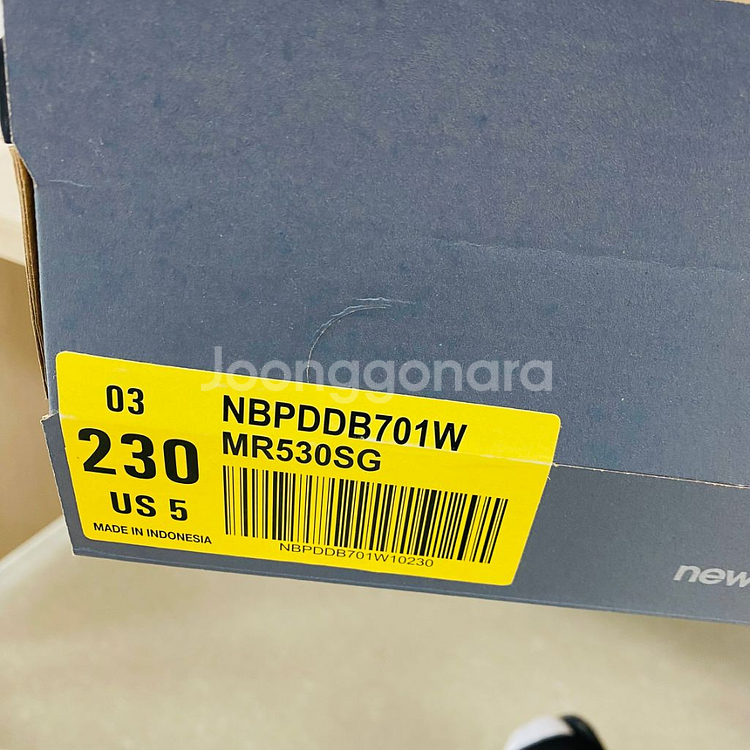 Joonggonara
03
230
US 5
MADE IN INDONESIA
NBPDDB701W
MR530SG
NBPDDB701W10230
new